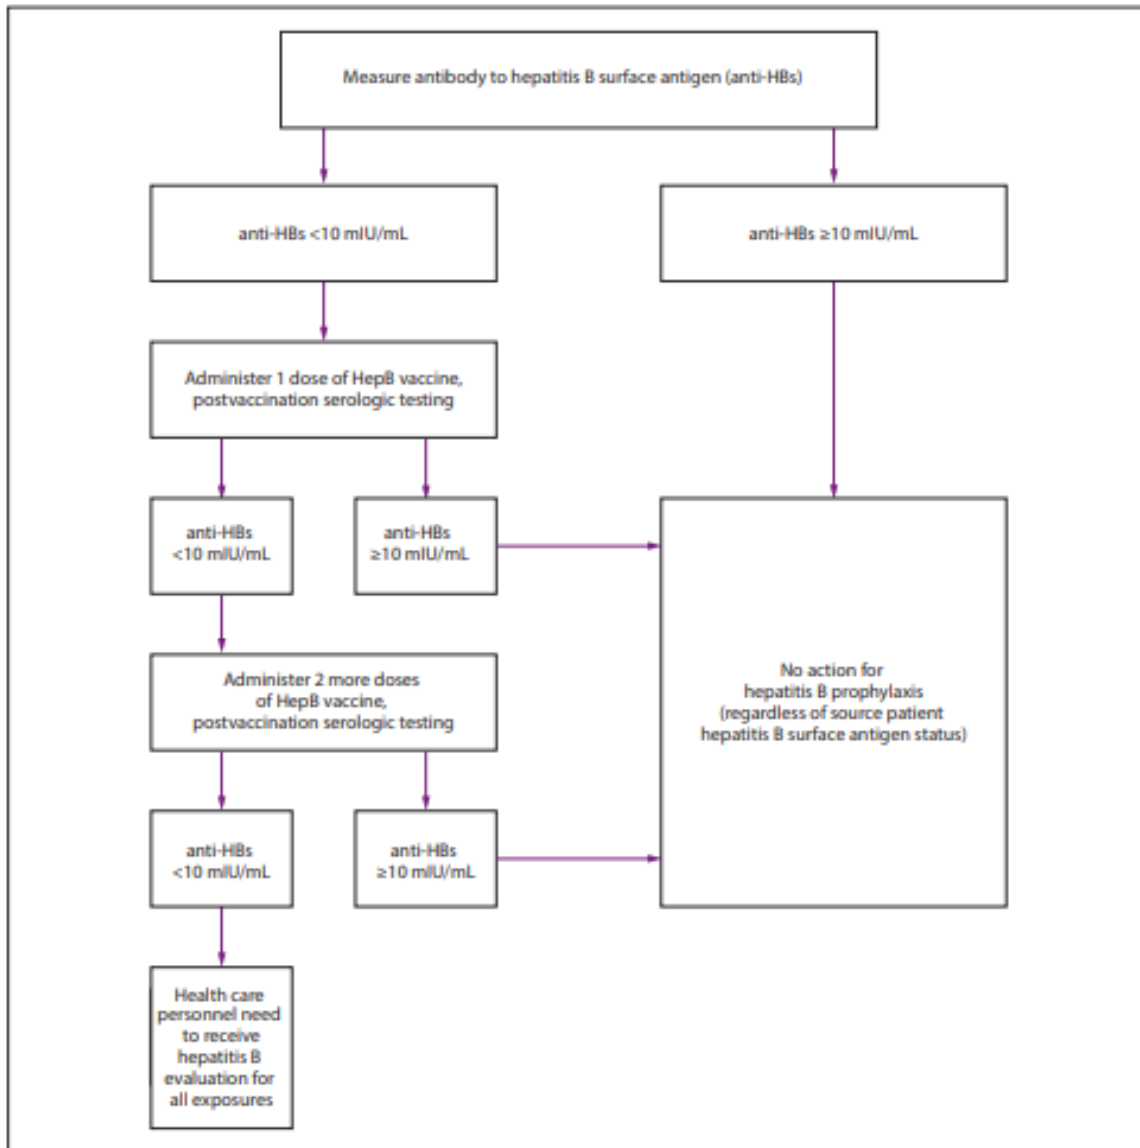 Measure antibody to hepatitis B surface antigen (anti-HBs)
anti-HBs <10 mIU/mL
anti-HBs ≥10 mIU/mL
Administer 1 dose of HepB vaccine,
postvaccination serologic testing
anti-HBs
<10 mIU/mL
anti-HBs
≥10 mIU/mL
Administer 2 more doses
of HepB vaccine,
postvaccination serologic testing
No action for
hepatitis B prophylaxis
(regardless of source patient
hepatitis B surface antigen status)
anti-HBs
<10 mIU/mL
anti-HBs
≥10 mIU/mL
Health care
personnel need
to receive
hepatitis B
evaluation for
all exposures